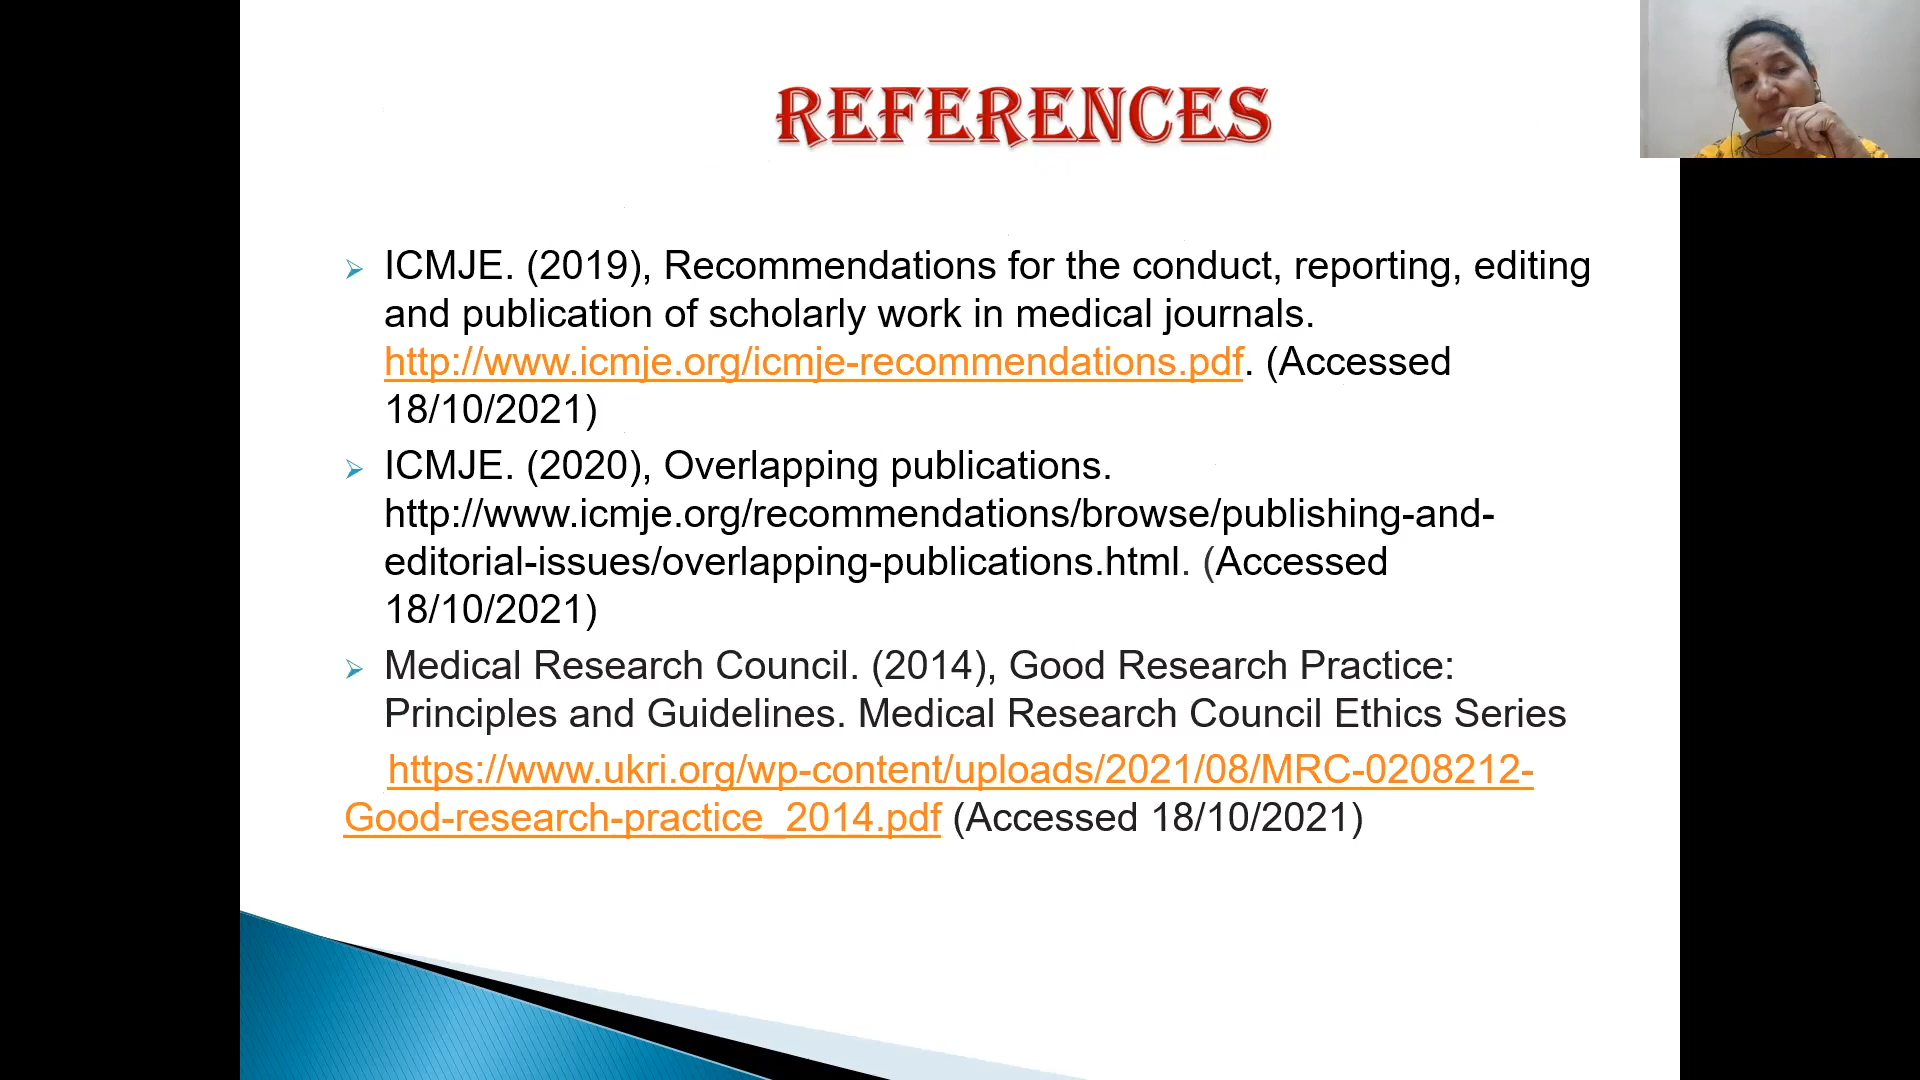 REFERENCES
ICMJE. (2019), Recommendations for the conduct, reporting, editing
and publication of scholarly work in medical journals.
http://www.icmje.org/icmje-recommendations.pdf. (Accessed
18/10/2021)
ICMJE. (2020), Overlapping publications.
http://www.icmje.org/recommendations/browse/publishing-and-
editorial-issues/overlapping-publications.html. (Accessed
18/10/2021)
Medical Research Council. (2014), Good Research Practice:
Principles and Guidelines. Medical Research Council Ethics Series
https://www.ukri.org/wp-content/uploads/2021/08/MRC-0208212-
Good-research-practice_2014.pdf (Accessed 18/10/2021)